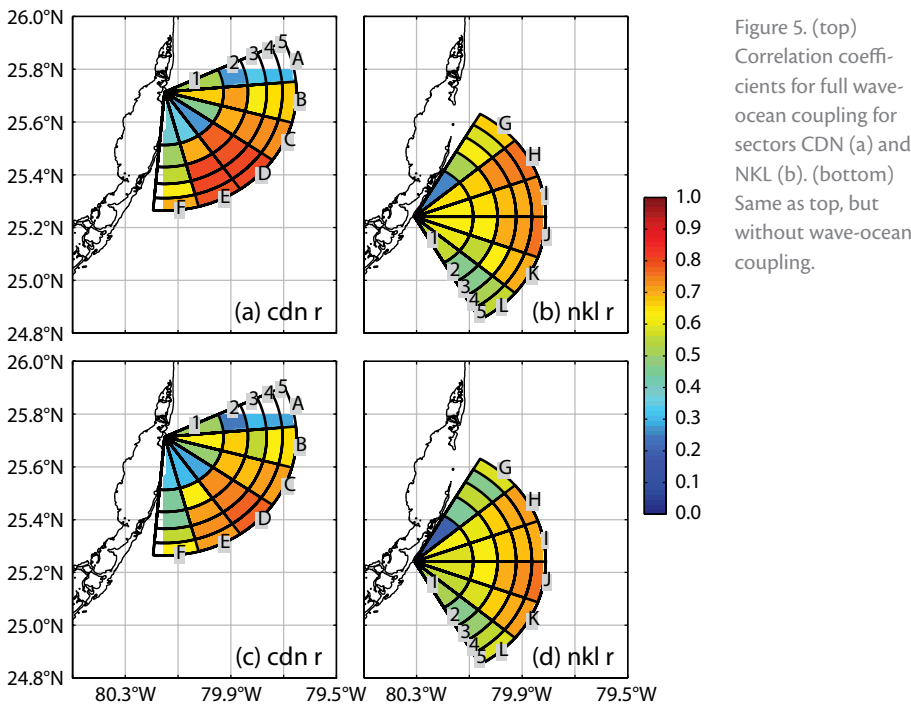 26.0°N
25.8°N
25.6°N
25.4°N
25.2°N
25.0°N
24.8°N
1 2 3 4 5
A
B
C
D
E
F
(a) cdn r
G
H
I
J
K
L
1
2
3
4
5
(b) nkl r
26.0°N
25.8°N
25.6°N
25.4°N
25.2°N
25.0°N
24.8°N
1 2 3 4 5
A
B
C
D
E
F
(c) cdn r
G
H
I
J
K
L
1
2
3
4
5
(d) nkl r
80.3°W 79.9°W 79.5°W 80.3°W 79.9°W 79.5°W
1.0
0.9
0.8
0.7
0.6
0.5
0.4
0.3
0.2
0.1
0.0
Figure 5. (top)
Correlation coeffi-
cients for full wave-
ocean coupling for
sectors CDN (a) and
NKL (b). (bottom)
Same as top, but
without wave-ocean
coupling.